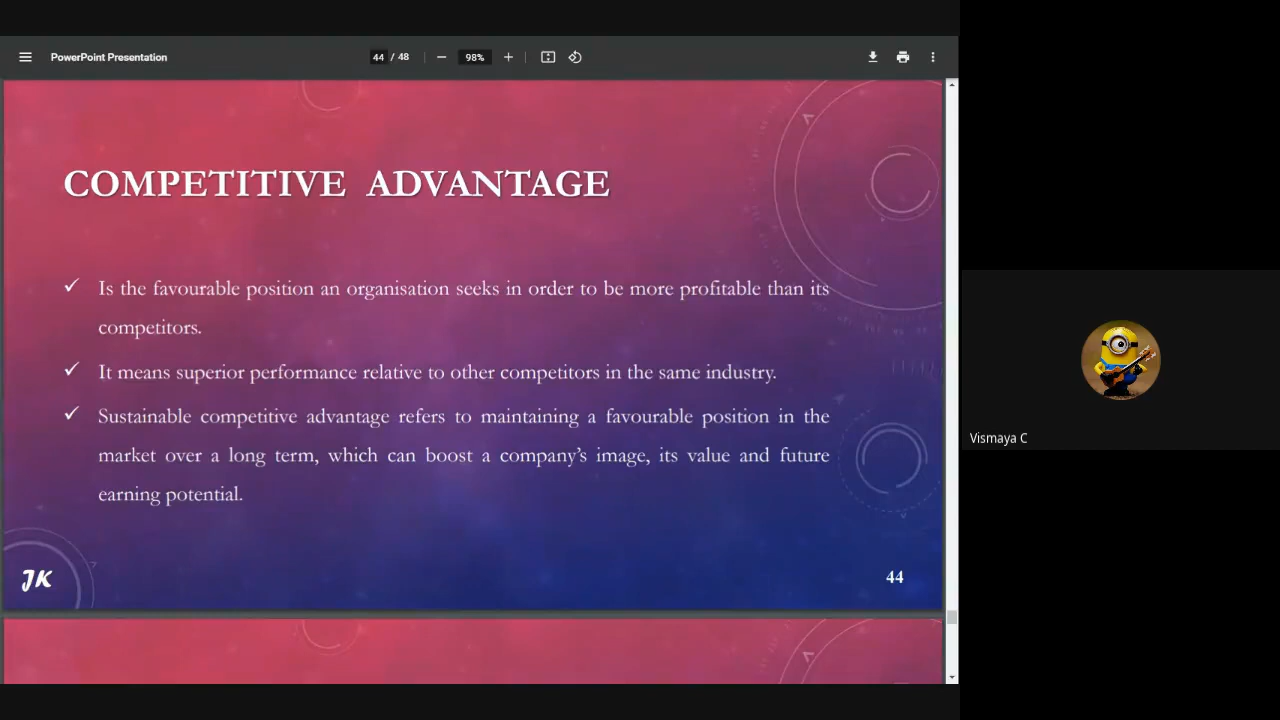 PowerPoint Presentation
44 / 48
98%
COMPETITIVE ADVANTAGE
✓ Is the favourable position an organisation seeks in order to be more profitable than its
competitors.
✓ It means superior performance relative to other competitors in the same industry.
✓ Sustainable competitive advantage refers to maintaining a favourable position in the
market over a long term, which can boost a company’s image, its value and future
earning potential.
JK
44
Vismaya C